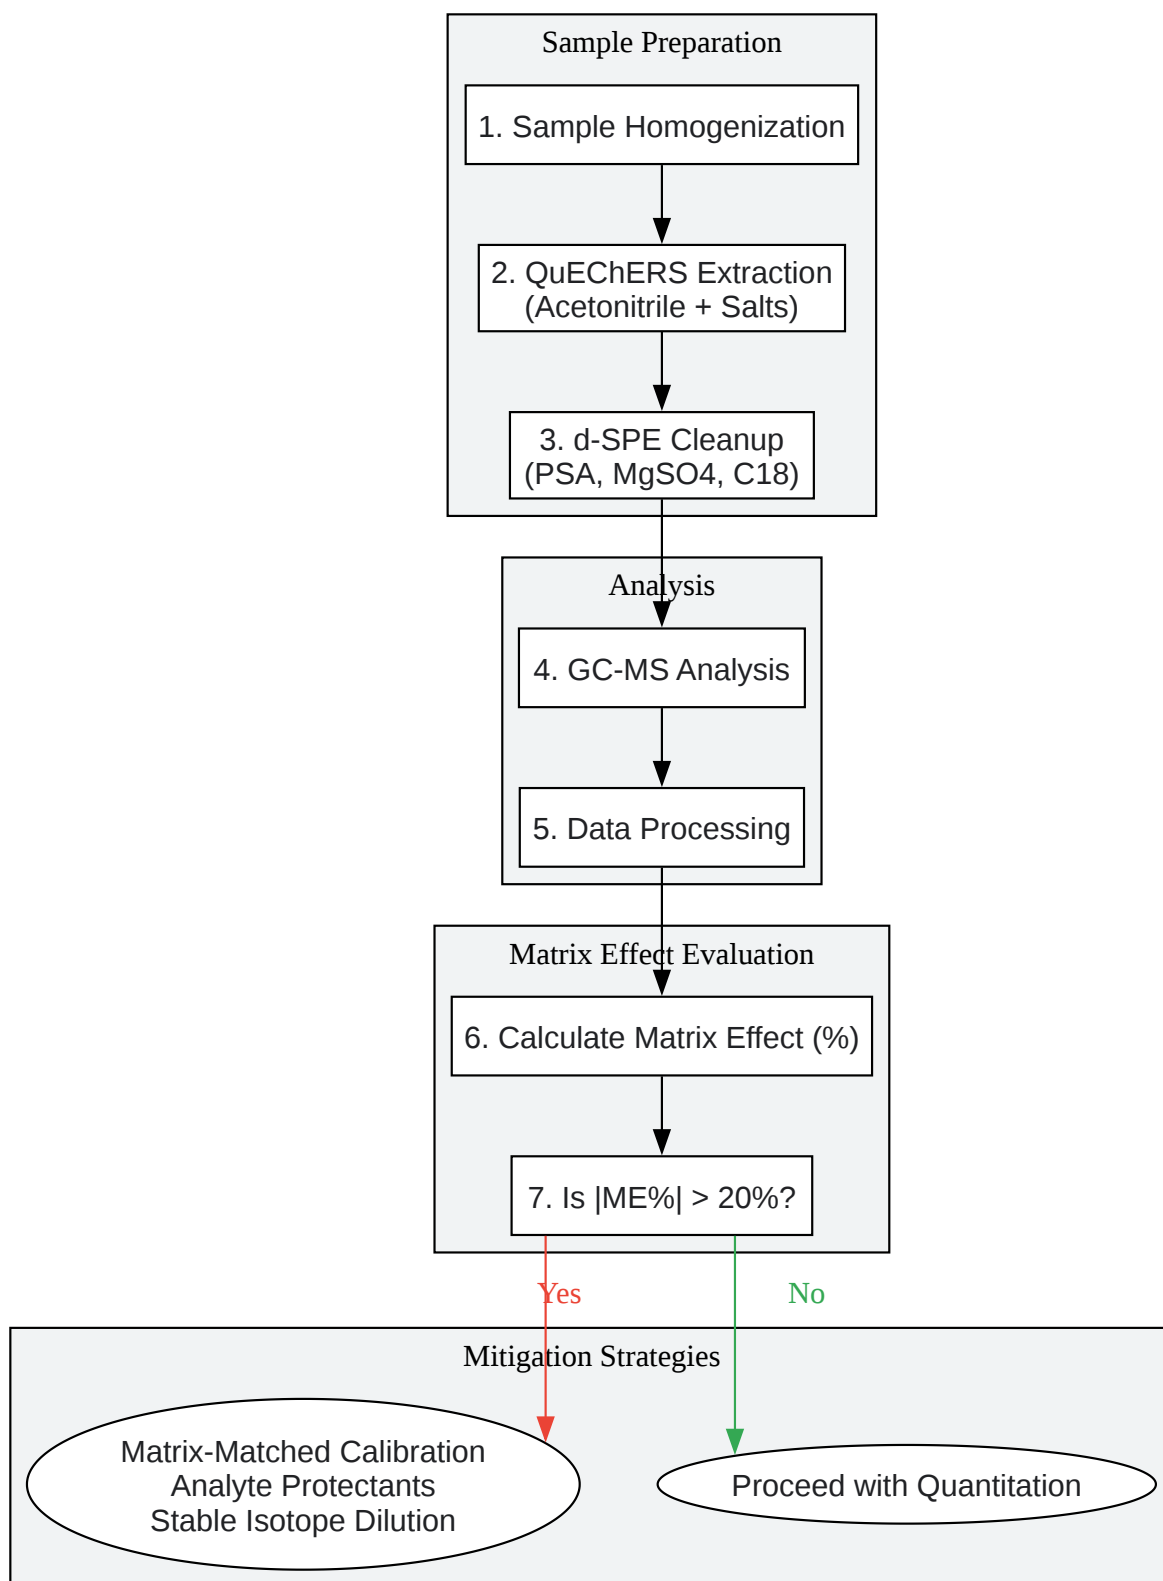 Sample Preparation
1. Sample Homogenization
2. QuEChERS Extraction
(Acetonitrile + Salts)
3. d-SPE Cleanup
(PSA, MgSO4, C18)
Analysis
4. GC-MS Analysis
5. Data Processing
Matrix Effect Evaluation
6. Calculate Matrix Effect (%)
7. Is |ME%| > 20%?
Yes
No
Mitigation Strategies
Matrix-Matched Calibration
Analyte Protectants
Stable Isotope Dilution
Proceed with Quantitation